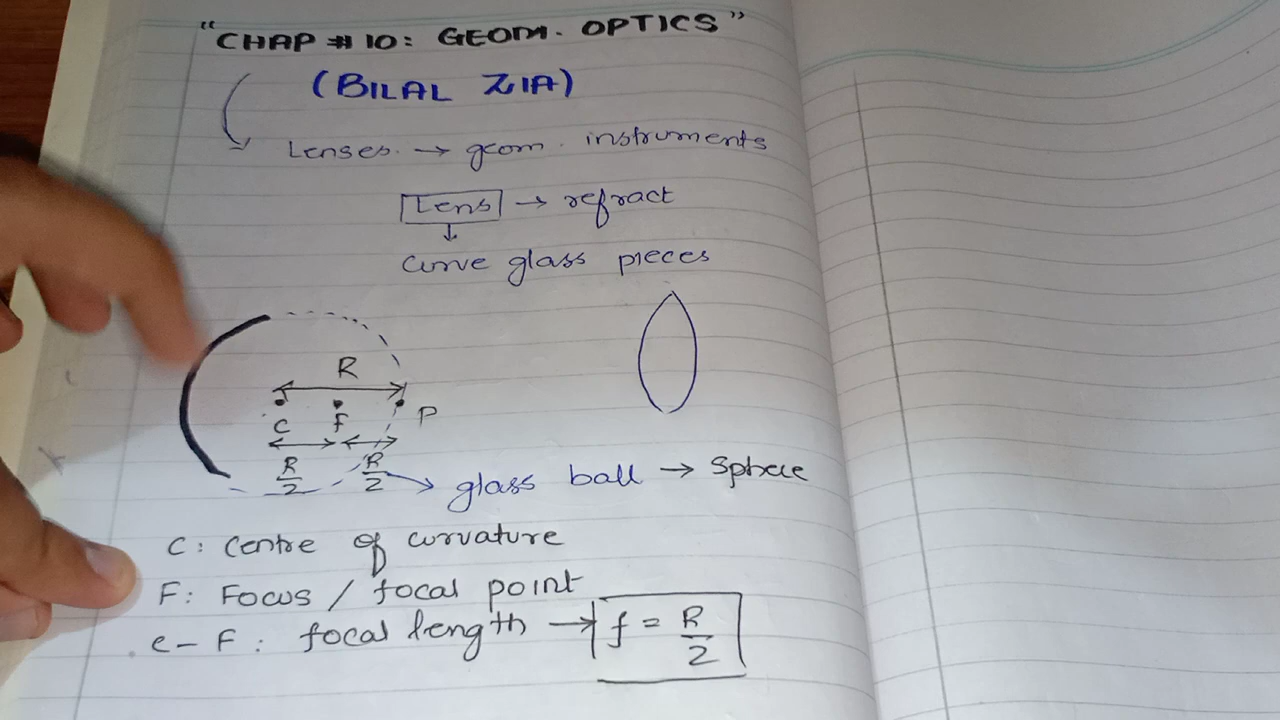 "CHAP # 10: GEOM. OPTICS"
(BILAL ZIA)
Lenses. → geom. instruments
Lens → refract
↓
curve glass pieces
R
C f P
R/2 R/2 → glass ball → Sphere
C: Centre of curvature
F: Focus / focal point
C - F: focal length → f = R/2